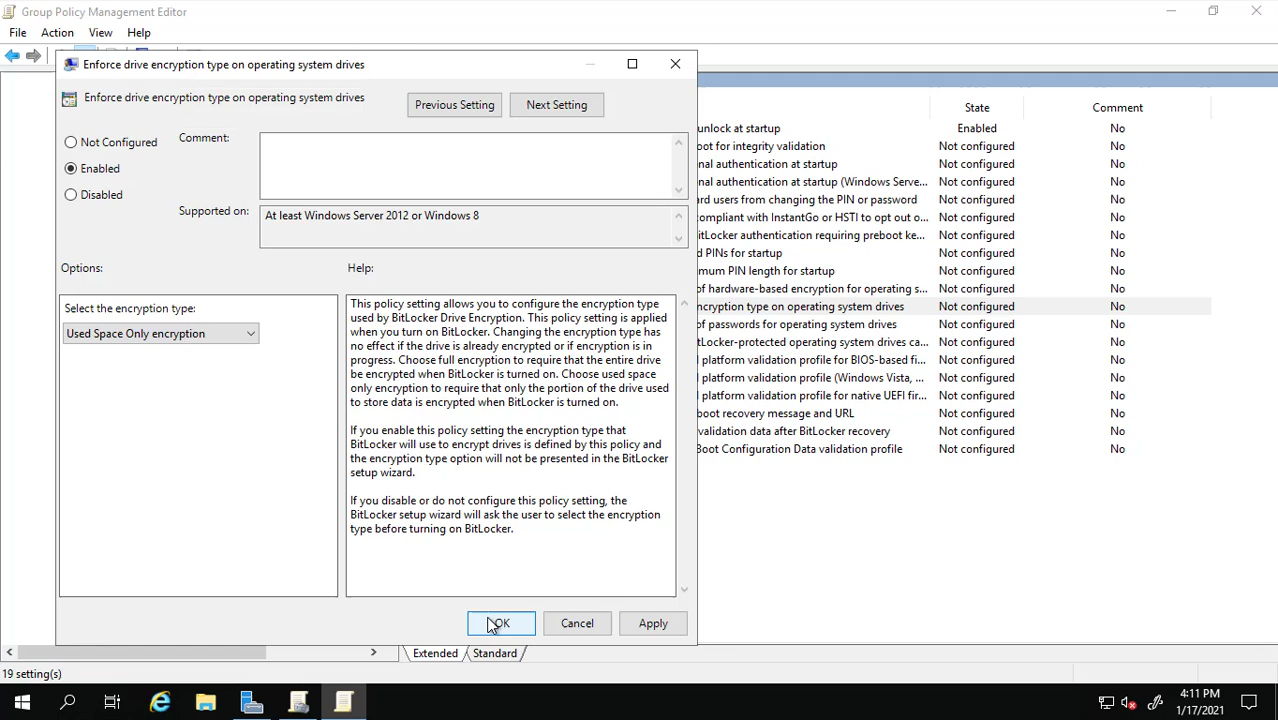 Group Policy Management Editor
File Action View Help
Enforce drive encryption type on operating system drives
Enforce drive encryption type on operating system drives
Previous Setting Next Setting
Not Configured
Enabled
Disabled
Comment:
Supported on:
At least Windows Server 2012 or Windows 8
Options:
Help:
Select the encryption type:
Used Space Only encryption
This policy setting allows you to configure the encryption type
used by BitLocker Drive Encryption. This policy setting is applied
when you turn on BitLocker. Changing the encryption type has
no effect if the drive is already encrypted or if encryption is in
progress. Choose full encryption to require that the entire drive
be encrypted when BitLocker is turned on. Choose used space
only encryption to require that only the portion of the drive used
to store data is encrypted when BitLocker is turned on.
If you enable this policy setting the encryption type that
BitLocker will use to encrypt drives is defined by this policy and
the encryption type option will not be presented in the BitLocker
setup wizard.
If you disable or do not configure this policy setting, the
BitLocker setup wizard will ask the user to select the encryption
type before turning on BitLocker.
OK Cancel Apply
State Comment
unlock at startup Enabled No
oot for integrity validation Not configured No
nal authentication at startup Not configured No
nal authentication at startup (Windows Serve... Not configured No
ard users from changing the PIN or password Not configured No
compliant with InstantGo or HSTI to opt out o... Not configured No
BitLocker authentication requiring preboot ke... Not configured No
d PINs for startup Not configured No
mum PIN length for startup Not configured No
of hardware-based encryption for operating s... Not configured No
ncryption type on operating system drives Not configured No
of passwords for operating system drives Not configured No
tLocker-protected operating system drives ca... Not configured No
l platform validation profile for BIOS-based fi... Not configured No
l platform validation profile (Windows Vista, ... Not configured No
l platform validation profile for native UEFI fir... Not configured No
boot recovery message and URL Not configured No
validation data after BitLocker recovery Not configured No
Boot Configuration Data validation profile Not configured No
Extended Standard
19 setting(s)
4:11 PM
1/17/2021